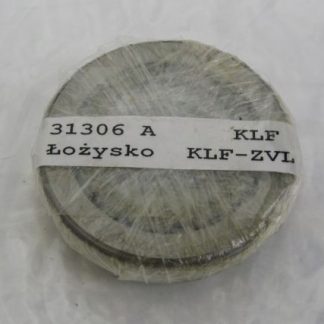 31306 A KLF
Łożysko KLF-ZVL